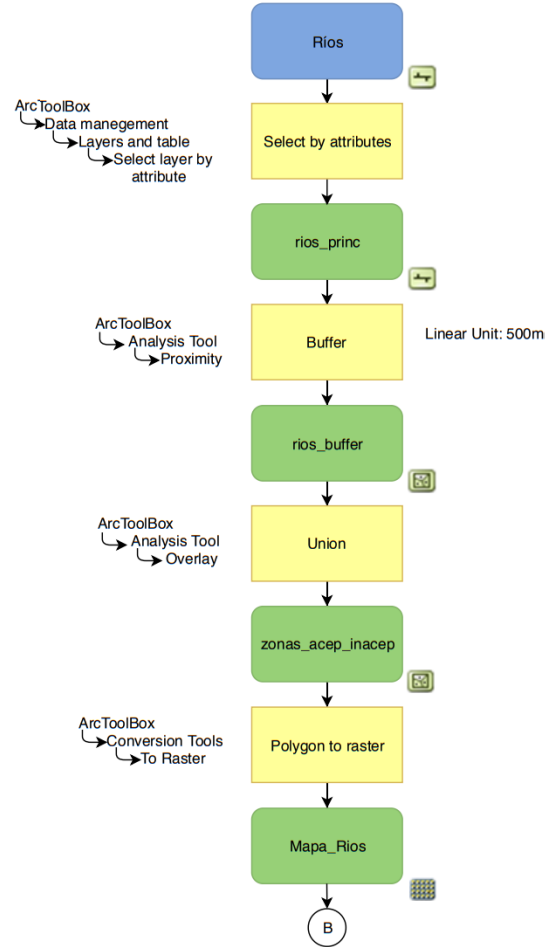 Ríos
ArcToolBox
Data manegement
Layers and table
Select layer by
attribute
Select by attributes
rios_princ
ArcToolBox
Analysis Tool
Proximity
Buffer
Linear Unit: 500m
rios_buffer
ArcToolBox
Analysis Tool
Overlay
Union
zonas_acep_inacep
ArcToolBox
Conversion Tools
To Raster
Polygon to raster
Mapa_Rios
B